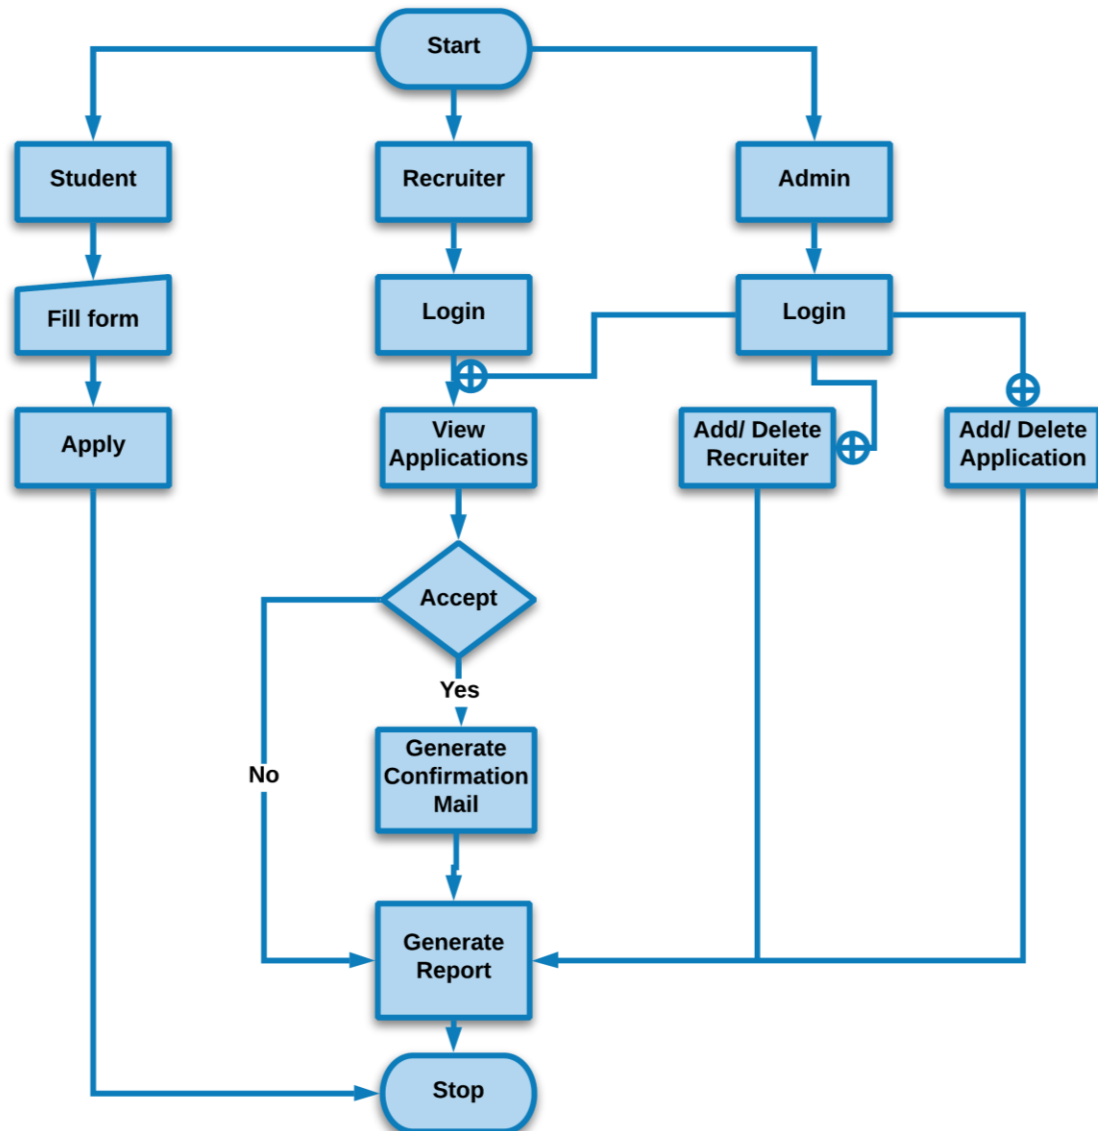 Start
Student
Recruiter
Admin
Fill form
Login
Login
Apply
View
Applications
Add/ Delete
Recruiter
Add/ Delete
Application
Accept
Yes
No
Generate
Confirmation
Mail
Generate
Report
Stop